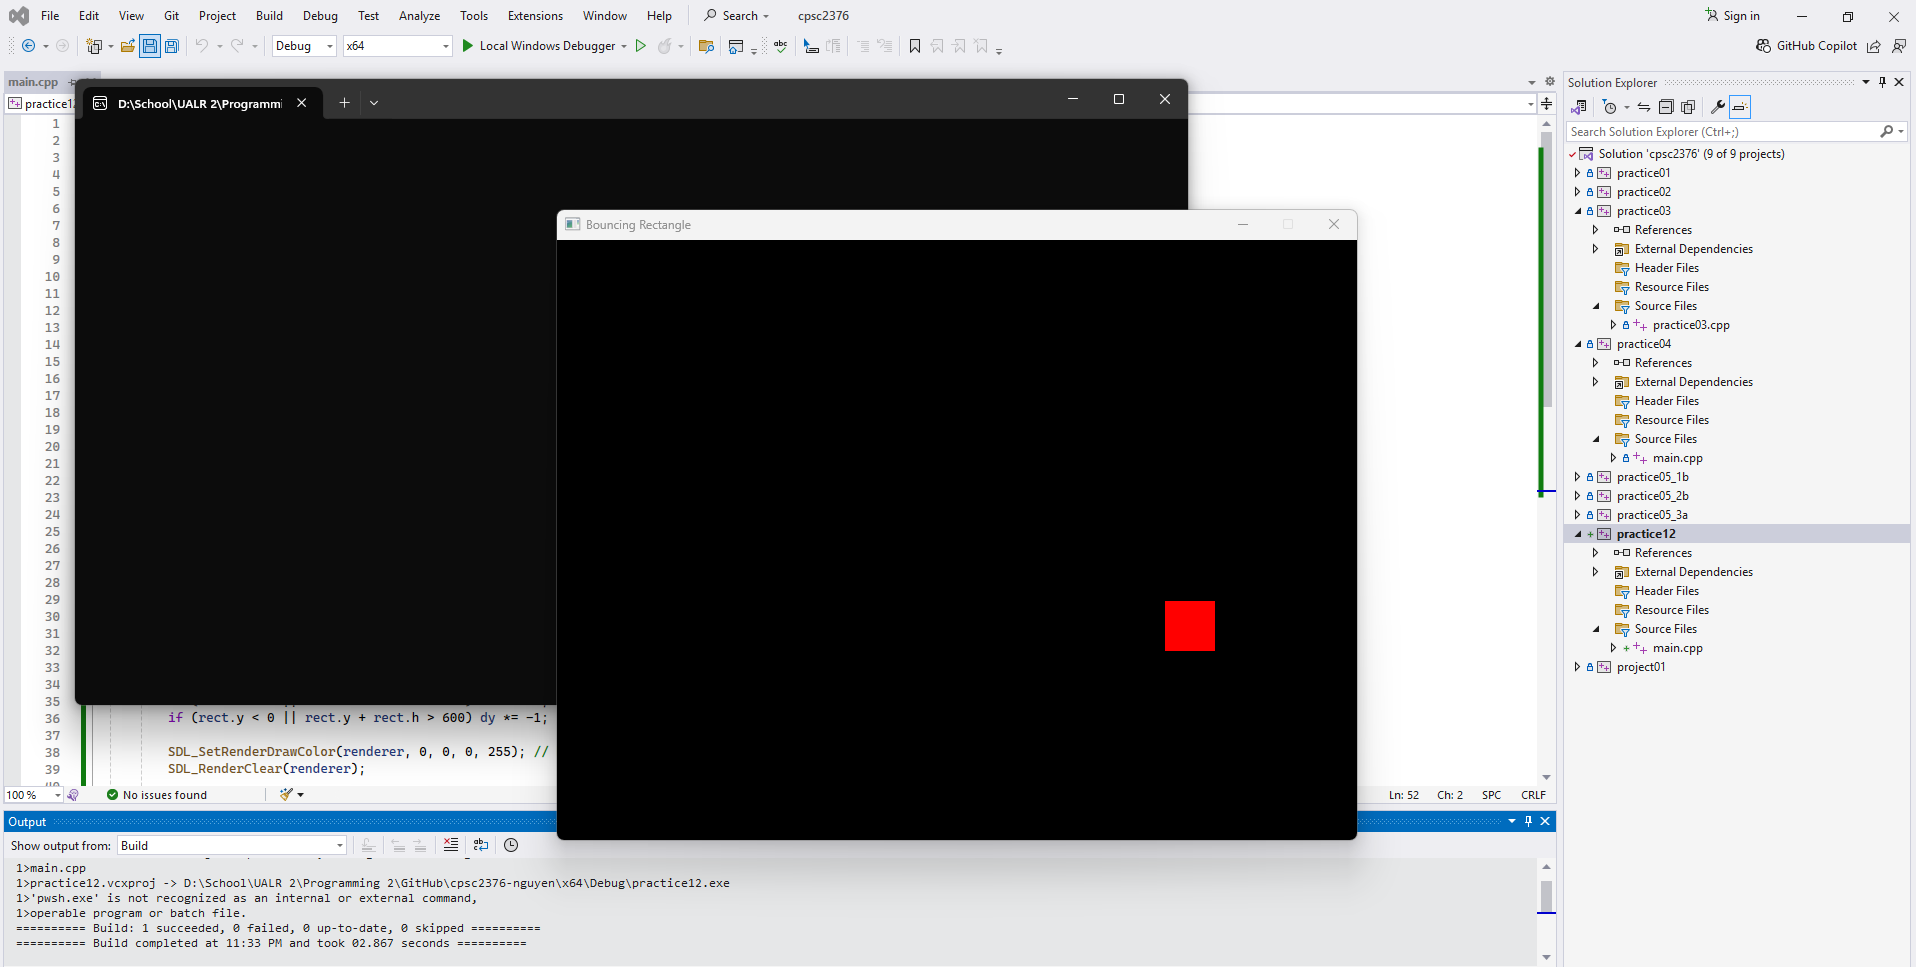 File Edit View Git Project Build Debug Test Analyze Tools Extensions Window Help Search cpsc2376 Sign in
Debug x64 Local Windows Debugger GitHub Copilot
main.cpp
practice12
D:\School\UALR 2\Programmi
Bouncing Rectangle
1
2
3
4
5
6
7
8
9
10
11
12
13
14
15
16
17
18
19
20
21
22
23
24
25
26
27
28
29
30
31
32
33
34
35
36 if (rect.y < 0 || rect.y + rect.h > 600) dy *= -1;
37
38 SDL_SetRenderDrawColor(renderer, 0, 0, 0, 255); //
39 SDL_RenderClear(renderer);
100 % No issues found Ln: 52 Ch: 2 SPC CRLF
Output
Show output from: Build
1>main.cpp
1>practice12.vcxproj -> D:\School\UALR 2\Programming 2\GitHub\cpsc2376-nguyen\x64\Debug\practice12.exe
1>'pwsh.exe' is not recognized as an internal or external command,
1>operable program or batch file.
========== Build: 1 succeeded, 0 failed, 0 up-to-date, 0 skipped ==========
========== Build completed at 11:33 PM and took 02.867 seconds ==========
Solution Explorer
Search Solution Explorer (Ctrl+;)
Solution 'cpsc2376' (9 of 9 projects)
practice01
practice02
practice03
References
External Dependencies
Header Files
Resource Files
Source Files
practice03.cpp
practice04
References
External Dependencies
Header Files
Resource Files
Source Files
main.cpp
practice05_1b
practice05_2b
practice05_3a
practice12
References
External Dependencies
Header Files
Resource Files
Source Files
main.cpp
project01